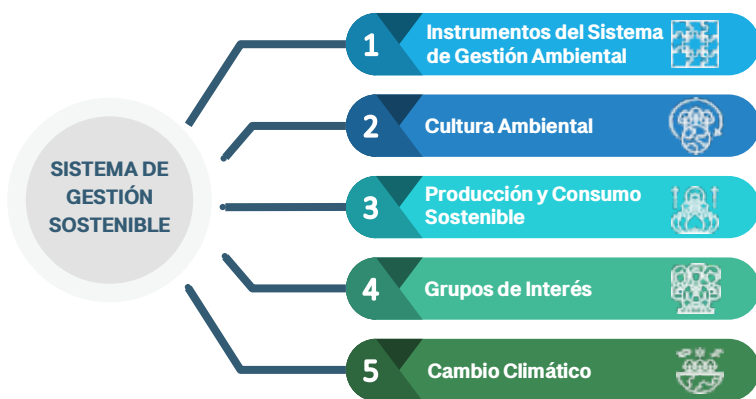 SISTEMA DE
GESTIÓN
SOSTENIBLE
1
Instrumentos del Sistema
de Gestión Ambiental
2
Cultura Ambiental
3
Producción y Consumo
Sostenible
4
Grupos de Interés
5
Cambio Climático